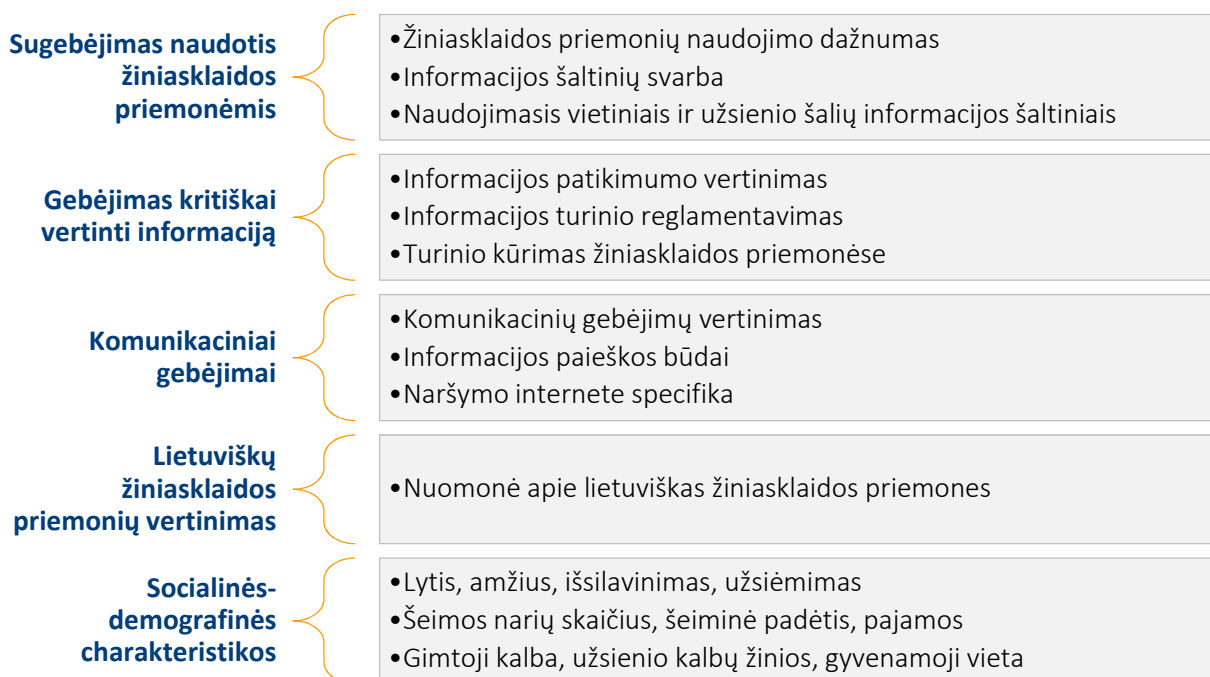 Sugebėjimas naudotis
žiniasklaidos
priemonėmis
•Žiniasklaidos priemonių naudojimo dažnumas
•Informacijos šaltinių svarba
•Naudojimasis vietiniais ir užsienio šalių informacijos šaltiniais
Gebėjimas kritiškai
vertinti informaciją
•Informacijos patikimumo vertinimas
•Informacijos turinio reglamentavimas
•Turinio kūrimas žiniasklaidos priemonėse
Komunikaciniai
gebėjimai
•Komunikacinių gebėjimų vertinimas
•Informacijos paieškos būdai
•Naršymo internete specifika
Lietuviškų
žiniasklaidos
priemonių vertinimas
•Nuomonė apie lietuviškas žiniasklaidos priemones
Socialinės-
demografinės
charakteristikos
•Lytis, amžius, išsilavinimas, užsiėmimas
•Šeimos narių skaičius, šeiminė padėtis, pajamos
•Gimtoji kalba, užsienio kalbų žinios, gyvenamoji vieta